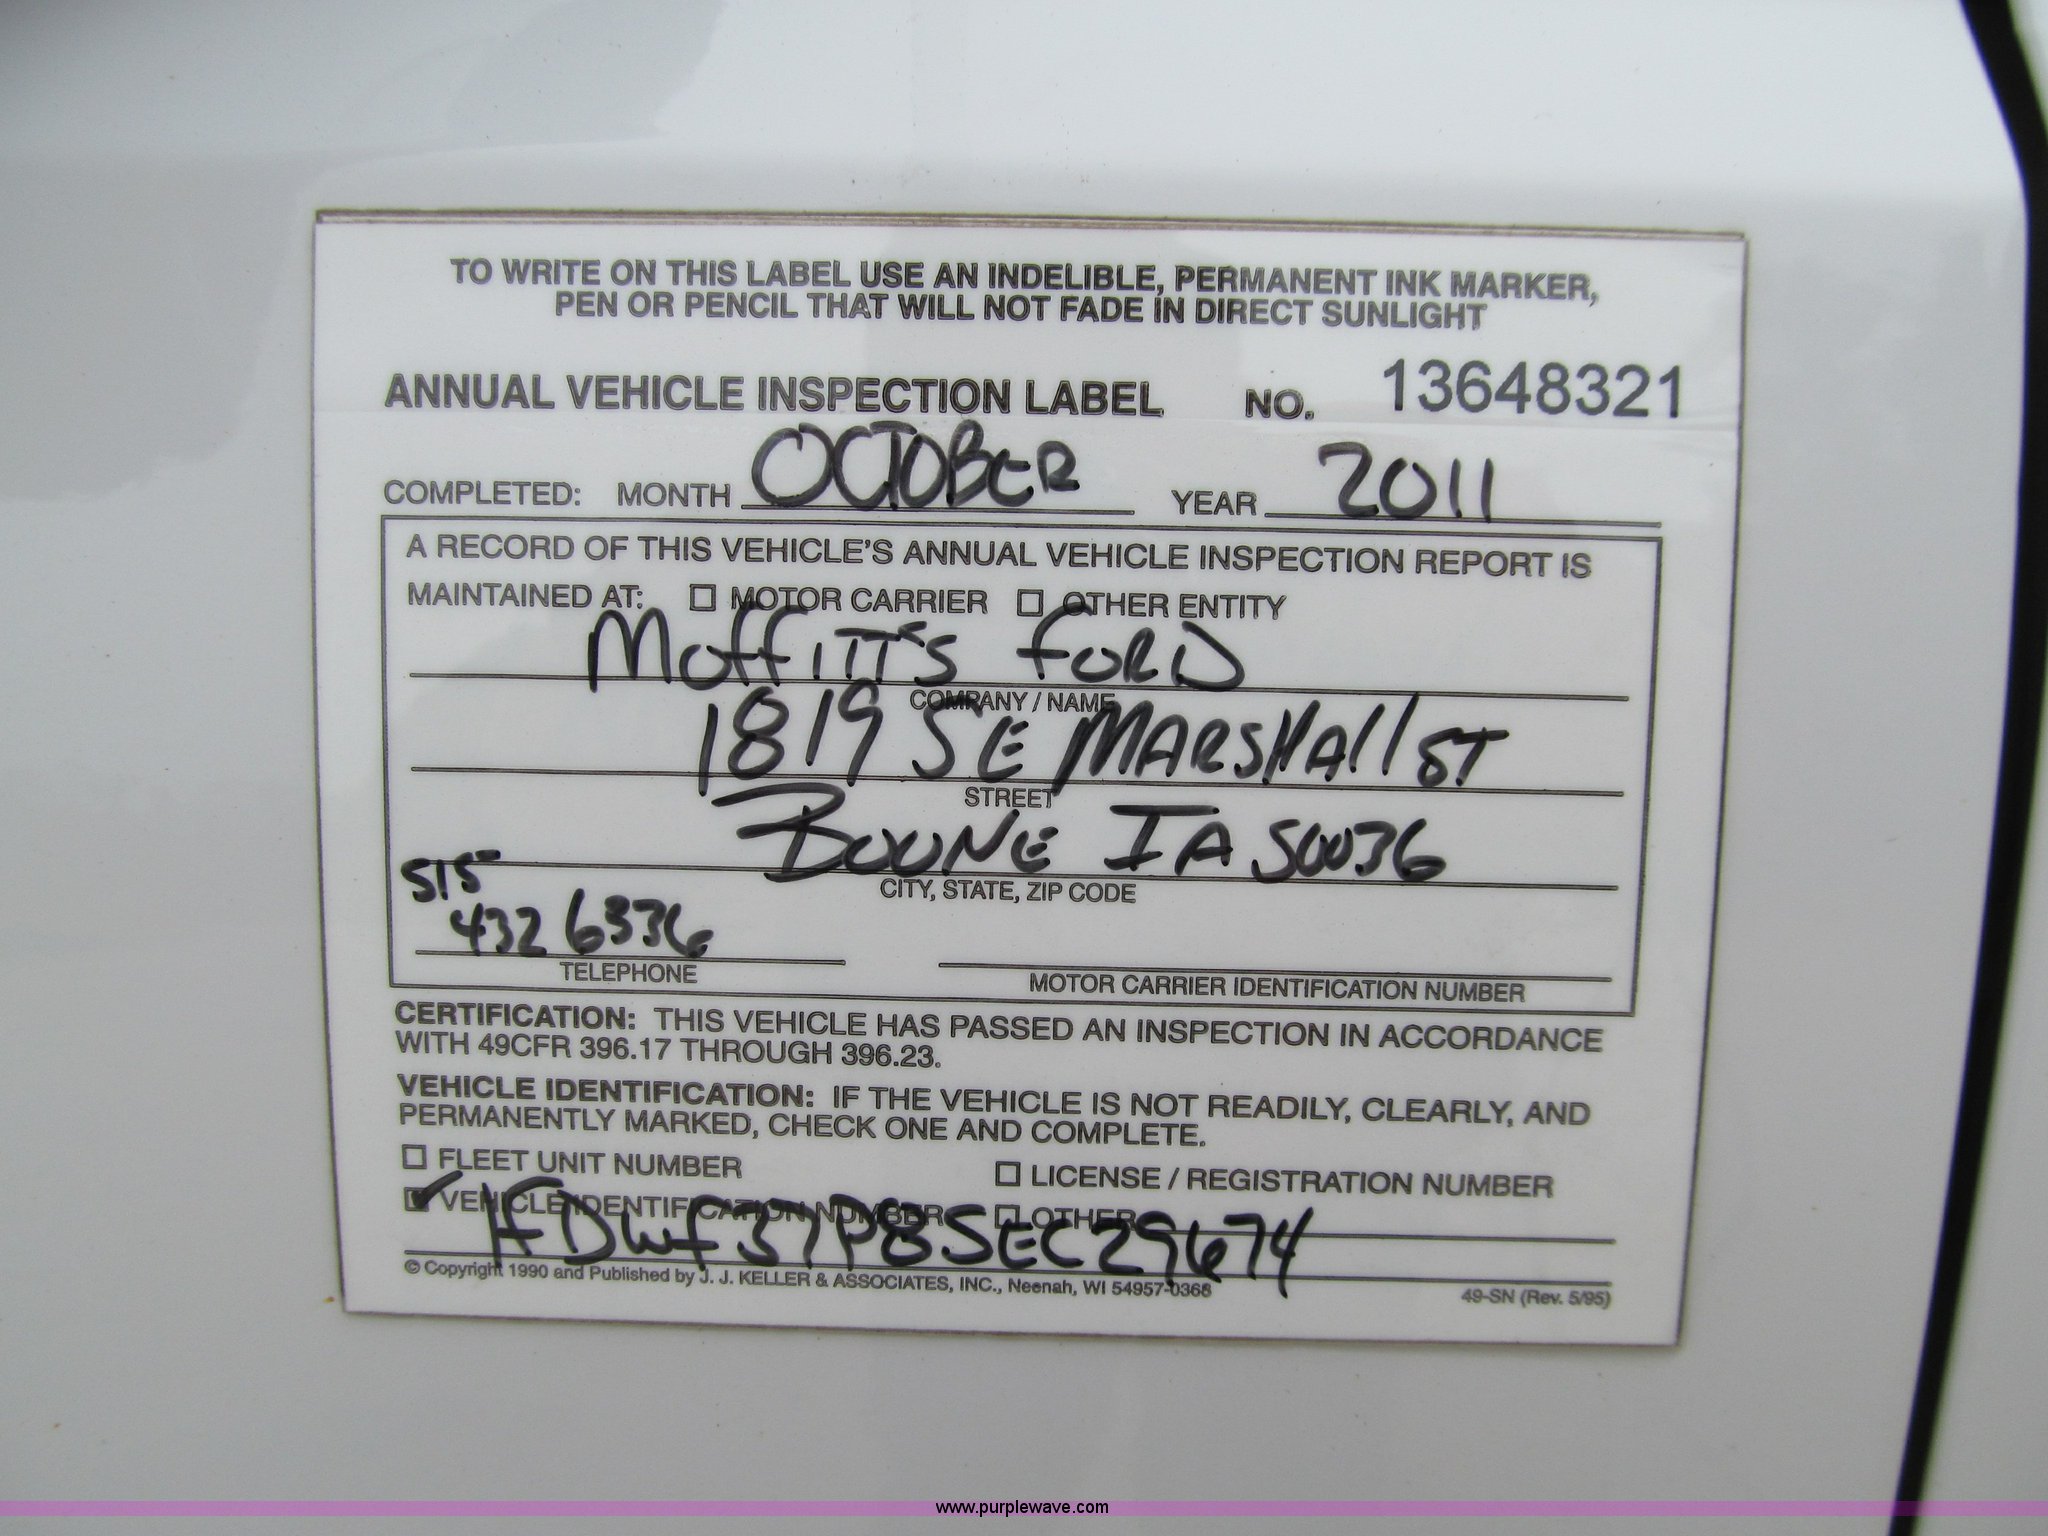 TO WRITE ON THIS LABEL USE AN INDELIBLE, PERMANENT INK MARKER,
PEN OR PENCIL THAT WILL NOT FADE IN DIRECT SUNLIGHT
ANNUAL VEHICLE INSPECTION LABEL NO. 13648321
COMPLETED: MONTH OCTOBER YEAR 2011
A RECORD OF THIS VEHICLE'S ANNUAL VEHICLE INSPECTION REPORT IS
MAINTAINED AT: ☐ MOTOR CARRIER ☐ OTHER ENTITY
Moffitt's Ford
COMPANY / NAME
1819 SE Marshall St
STREET
Boone IA 50036
CITY, STATE, ZIP CODE
515
432 6336
TELEPHONE
MOTOR CARRIER IDENTIFICATION NUMBER
CERTIFICATION: THIS VEHICLE HAS PASSED AN INSPECTION IN ACCORDANCE
WITH 49CFR 396.17 THROUGH 396.23.
VEHICLE IDENTIFICATION: IF THE VEHICLE IS NOT READILY, CLEARLY, AND
PERMANENTLY MARKED, CHECK ONE AND COMPLETE.
☐ FLEET UNIT NUMBER ☐ LICENSE / REGISTRATION NUMBER
☑ VEHICLE IDENTIFICATION NUMBER ☐ OTHER
1FDWF37P85EC29674
© Copyright 1990 and Published by J. J. KELLER & ASSOCIATES, INC., Neenah, WI 54957-0368
49-SN (Rev. 5/95)
www.purplewave.com